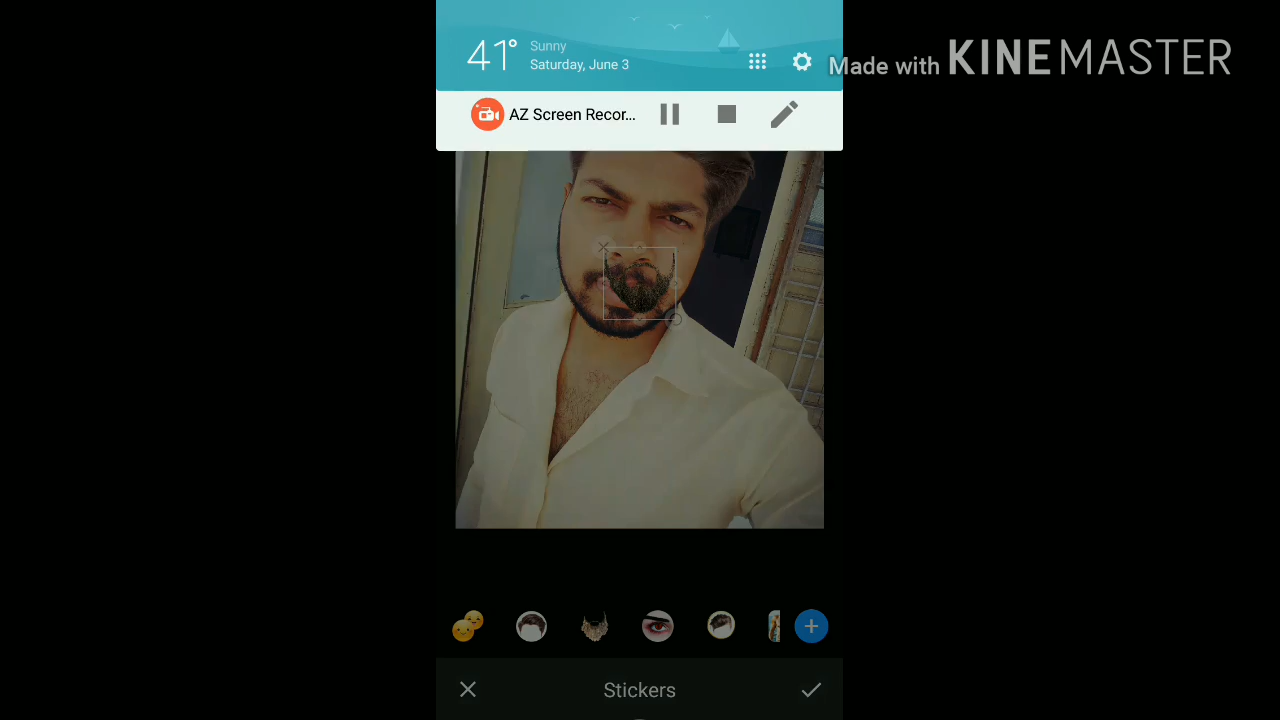 41° Sunny
Saturday, June 3
Made with KINEMASTER
AZ Screen Recor...
Stickers